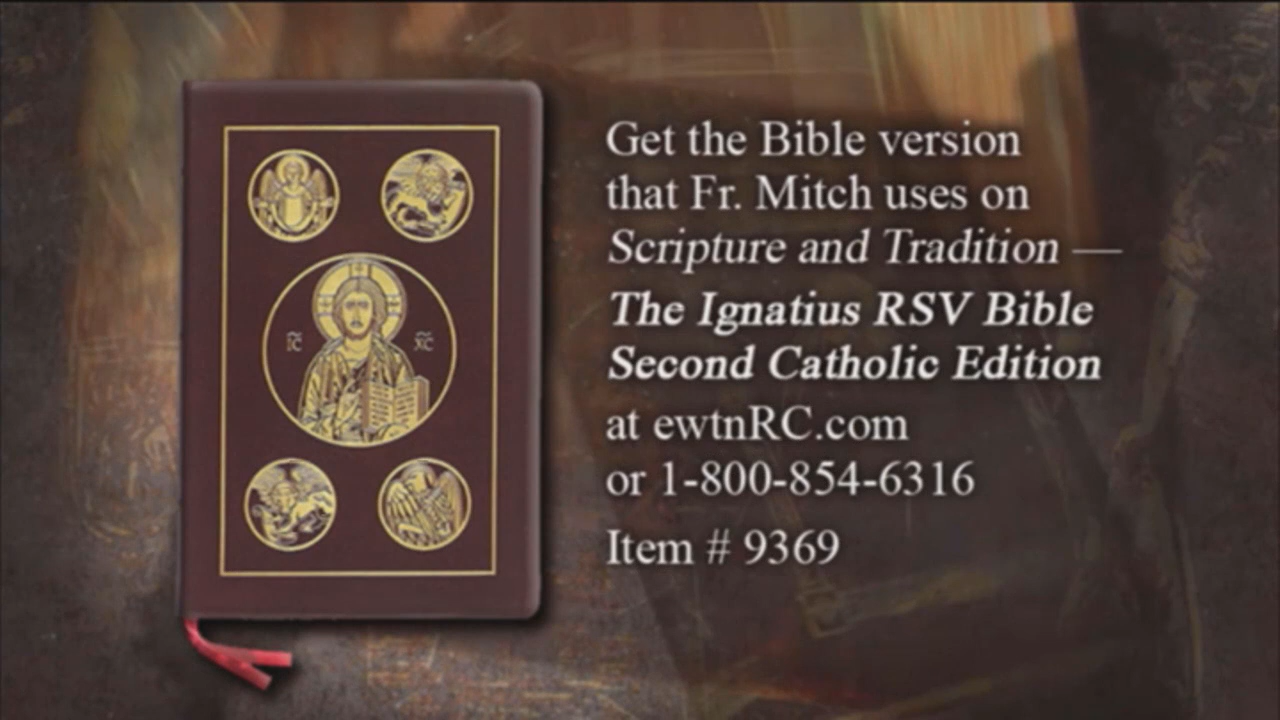 Get the Bible version
that Fr. Mitch uses on
Scripture and Tradition —
The Ignatius RSV Bible
Second Catholic Edition
at ewtnRC.com
or 1-800-854-6316
Item # 9369